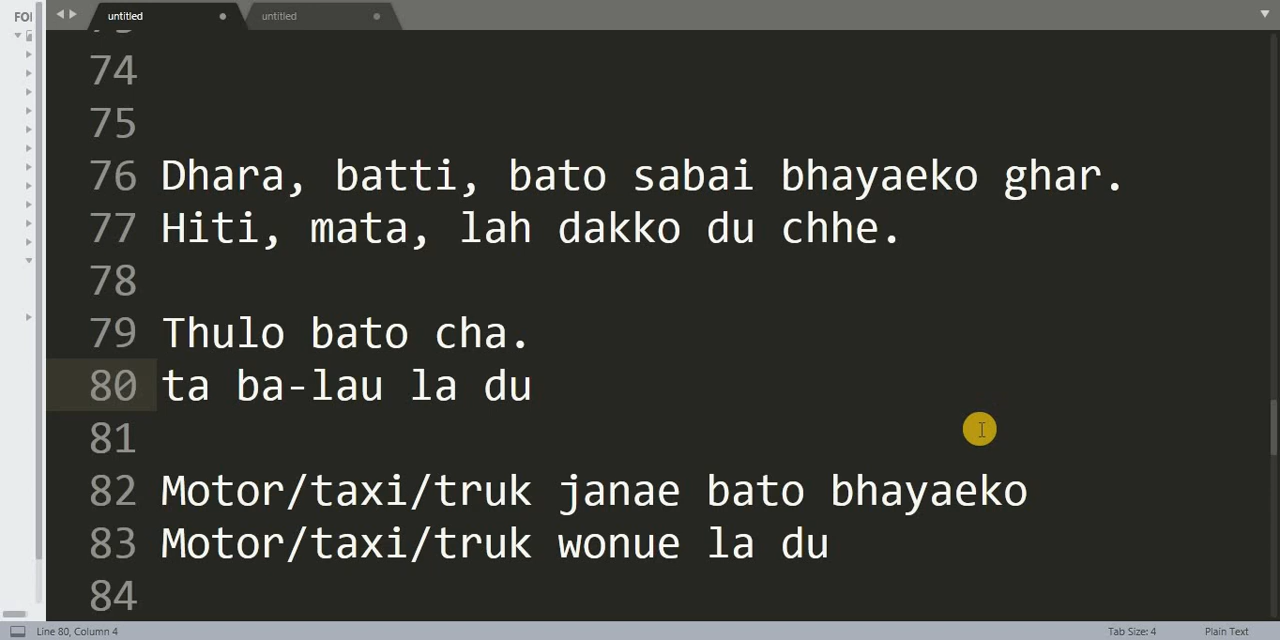 FOI
untitled
untitled
74
75
76 Dhara, batti, bato sabai bhayaeko ghar.
77 Hiti, mata, lah dakko du chhe.
78
79 Thulo bato cha.
80 ta ba-lau la du
81
82 Motor/taxi/truk janae bato bhayaeko
83 Motor/taxi/truk wonue la du
84
Line 80, Column 4
Tab Size: 4
Plain Text